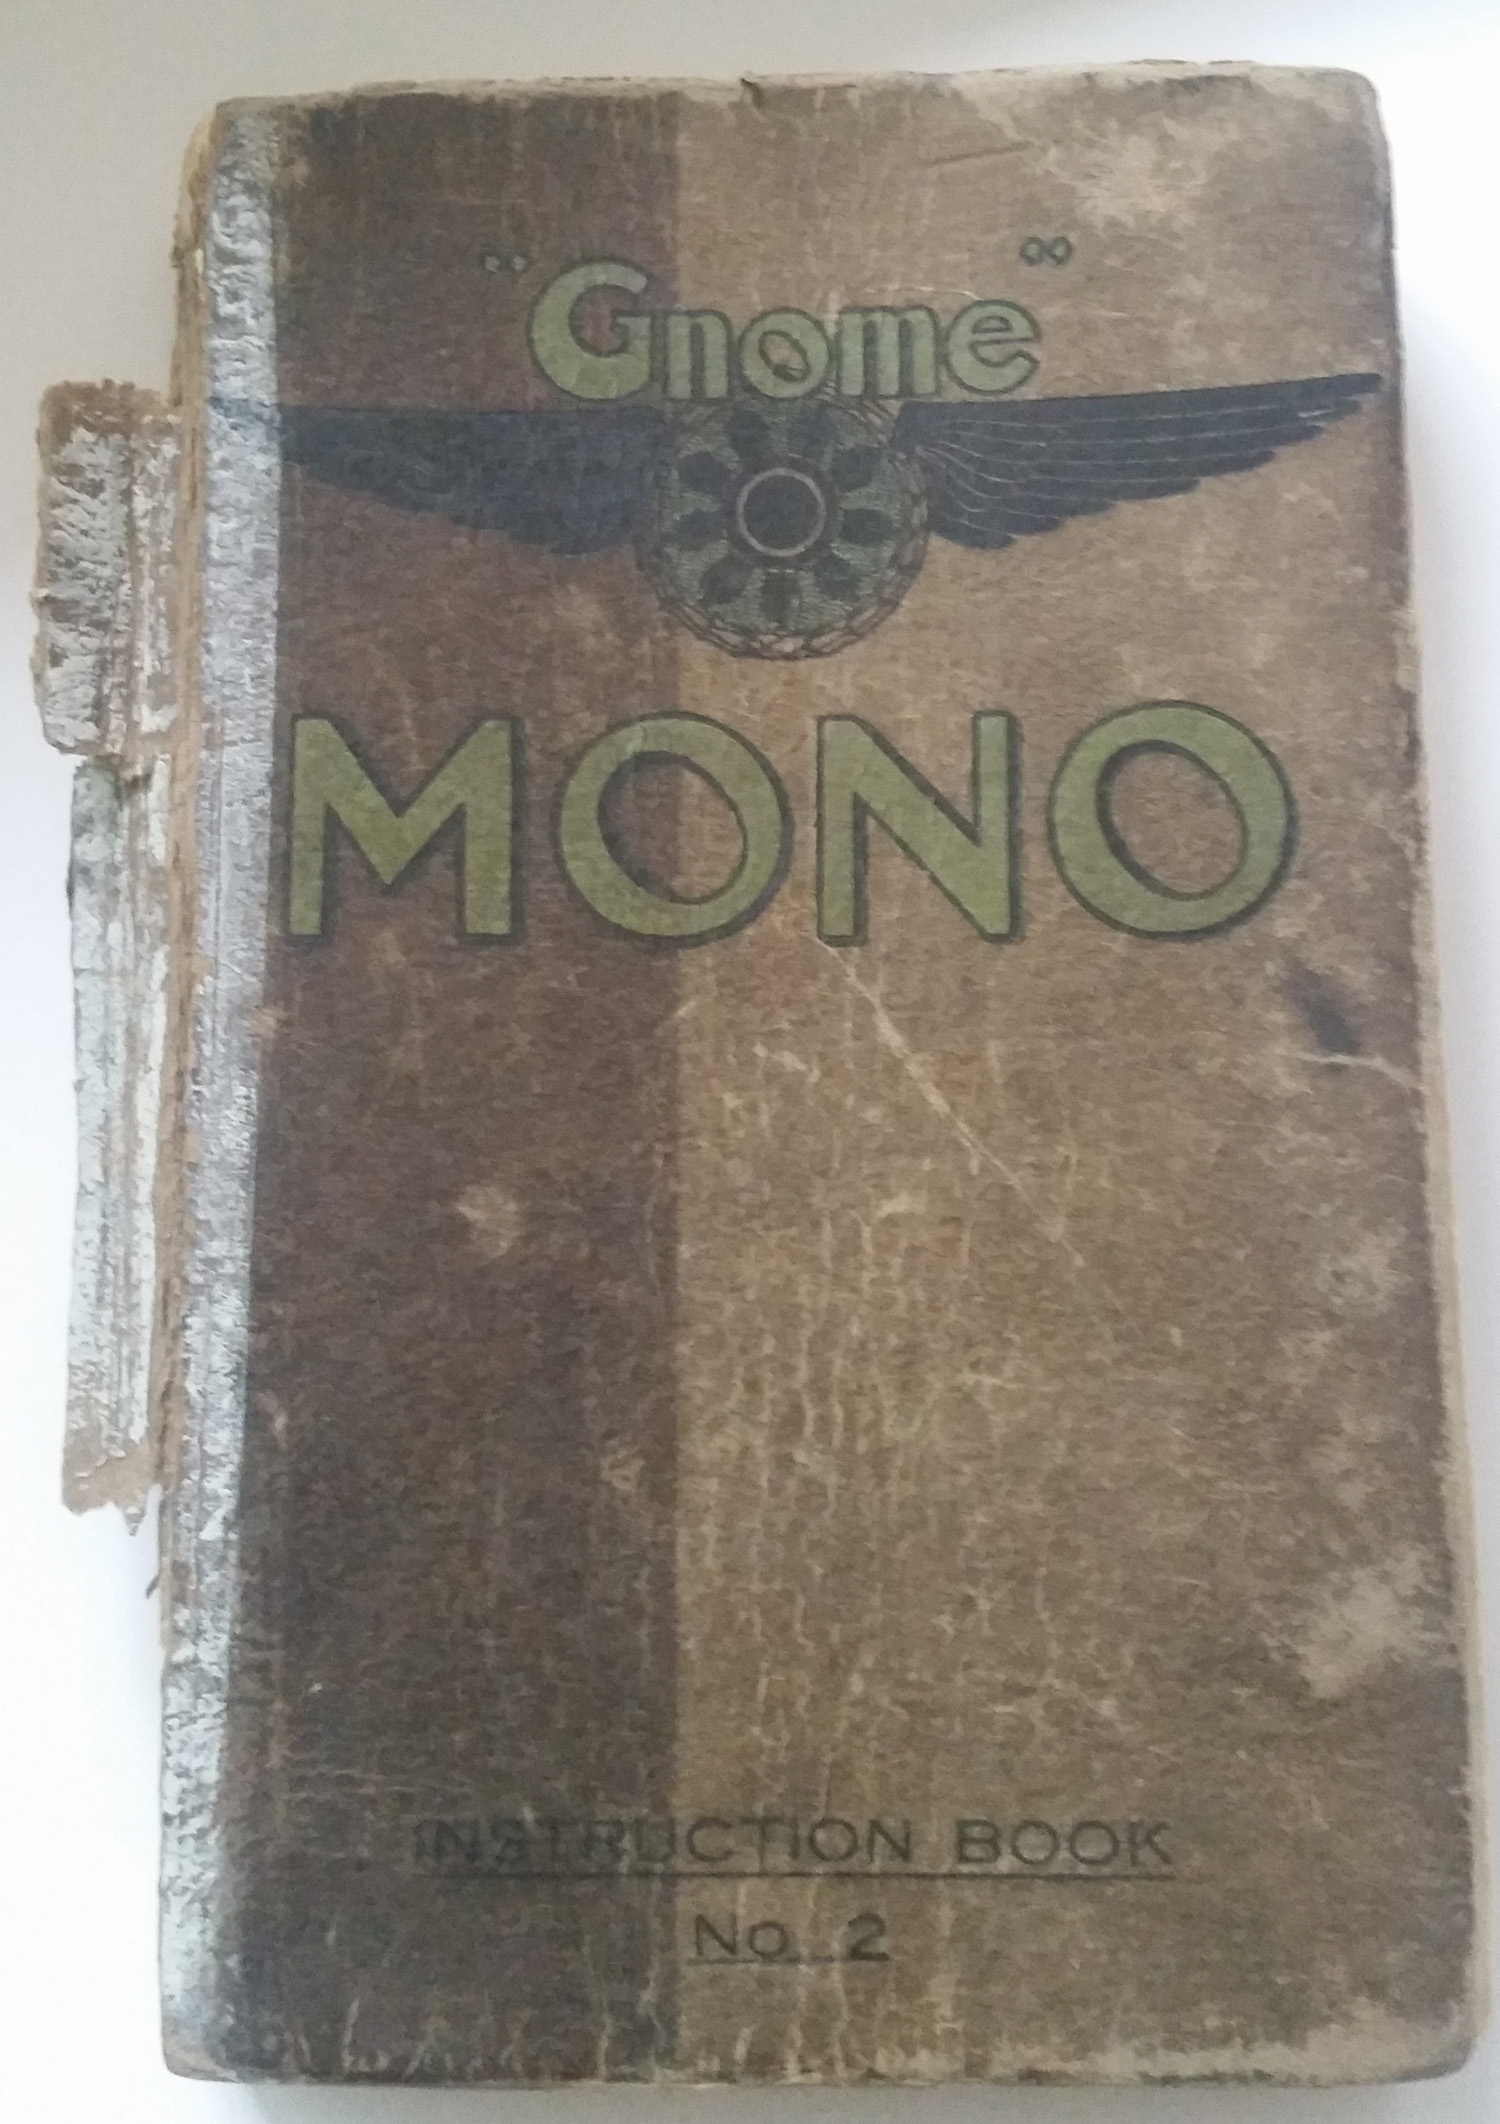 "Gnome"
MONO
INSTRUCTION BOOK
No 2